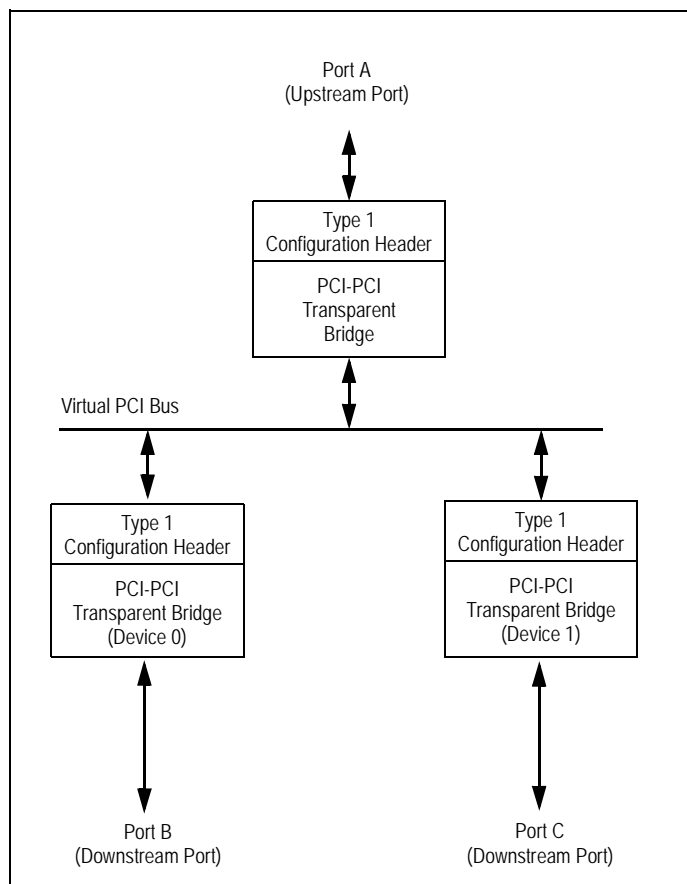 Port A
(Upstream Port)
Type 1
Configuration Header
PCI-PCI
Transparent
Bridge
Virtual PCI Bus
Type 1
Configuration Header
PCI-PCI
Transparent Bridge
(Device 0)
Type 1
Configuration Header
PCI-PCI
Transparent Bridge
(Device 1)
Port B
(Downstream Port)
Port C
(Downstream Port)